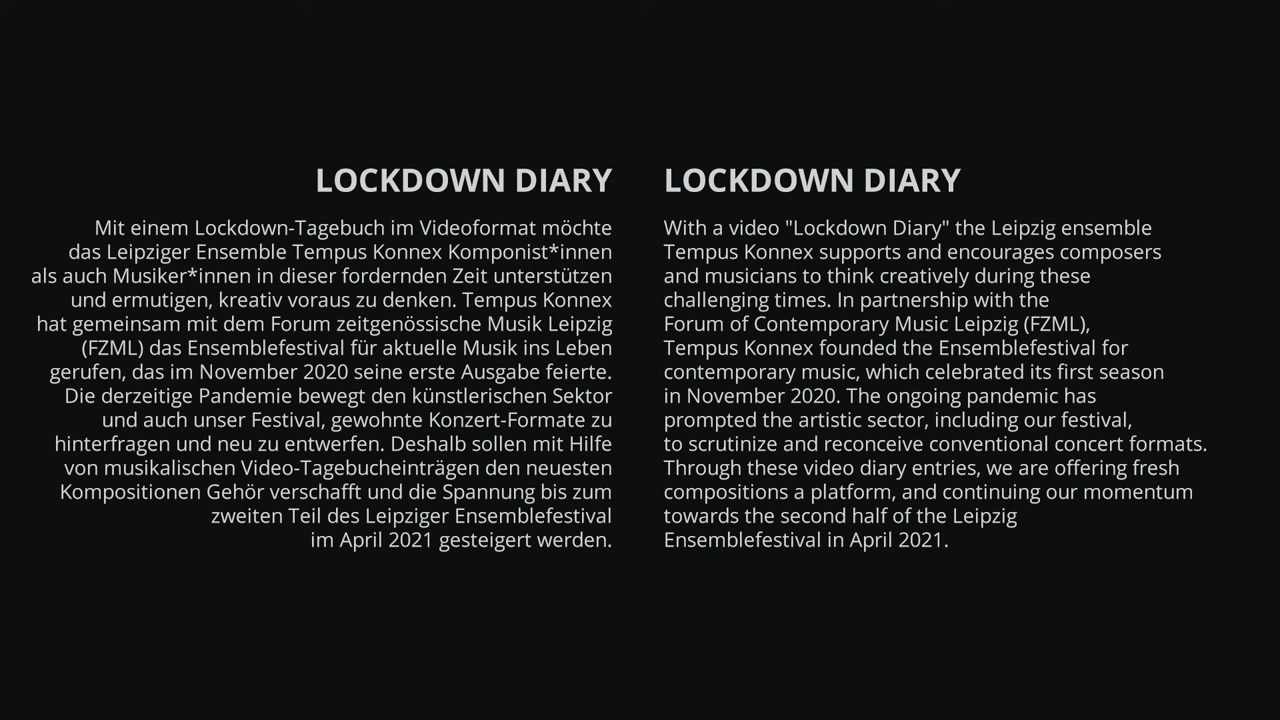 LOCKDOWN DIARY
Mit einem Lockdown-Tagebuch im Videoformat möchte
das Leipziger Ensemble Tempus Konnex Komponist*innen
als auch Musiker*innen in dieser fordernden Zeit unterstützen
und ermutigen, kreativ voraus zu denken. Tempus Konnex
hat gemeinsam mit dem Forum zeitgenössische Musik Leipzig
(FZML) das Ensemblefestival für aktuelle Musik ins Leben
gerufen, das im November 2020 seine erste Ausgabe feierte.
Die derzeitige Pandemie bewegt den künstlerischen Sektor
und auch unser Festival, gewohnte Konzert-Formate zu
hinterfragen und neu zu entwerfen. Deshalb sollen mit Hilfe
von musikalischen Video-Tagebucheinträgen den neuesten
Kompositionen Gehör verschafft und die Spannung bis zum
zweiten Teil des Leipziger Ensemblefestival
im April 2021 gesteigert werden.
LOCKDOWN DIARY
With a video "Lockdown Diary" the Leipzig ensemble
Tempus Konnex supports and encourages composers
and musicians to think creatively during these
challenging times. In partnership with the
Forum of Contemporary Music Leipzig (FZML),
Tempus Konnex founded the Ensemblefestival for
contemporary music, which celebrated its first season
in November 2020. The ongoing pandemic has
prompted the artistic sector, including our festival,
to scrutinize and reconceive conventional concert formats.
Through these video diary entries, we are offering fresh
compositions a platform, and continuing our momentum
towards the second half of the Leipzig
Ensemblefestival in April 2021.